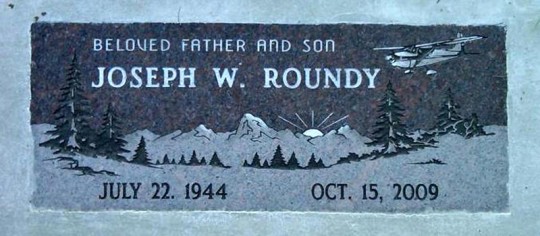 BELOVED FATHER AND SON
JOSEPH W. ROUNDY
JULY 22. 1944 OCT. 15, 2009